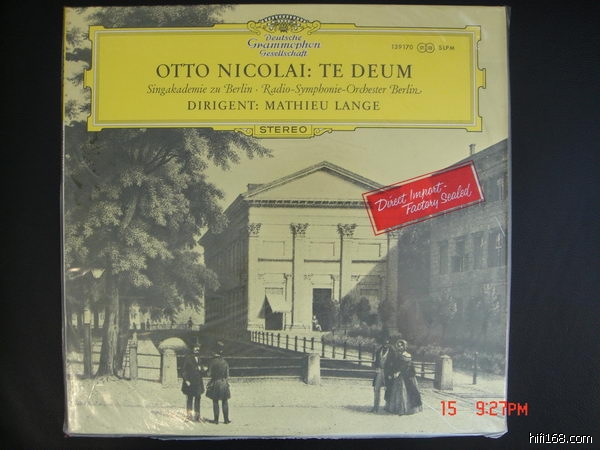 Deutsche
Grammophon
Gesellschaft
139170 SLPM
OTTO NICOLAI: TE DEUM
Singakademie zu Berlin · Radio-Symphonie-Orchester Berlin
DIRIGENT: MATHIEU LANGE
STEREO
Direct Import-
Factory Sealed
15 9:27PM
hifi168.com